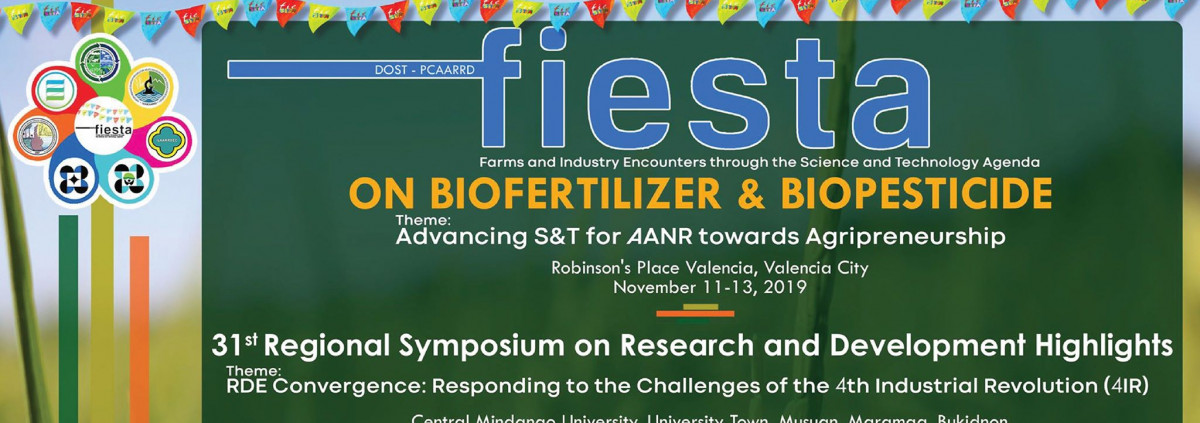 DOST - PCAARRD
fiesta
Farms and Industry Encounters through the Science and Technology Agenda
ON BIOFERTILIZER & BIOPESTICIDE
Theme:
Advancing S&T for AANR towards Agripreneurship
Robinson's Place Valencia, Valencia City
November 11-13, 2019
31st Regional Symposium on Research and Development Highlights
Theme:
RDE Convergence: Responding to the Challenges of the 4th Industrial Revolution (4IR)
Central Mindanao University, University Town, Musuan, Maramag, Bukidnon
fiesta